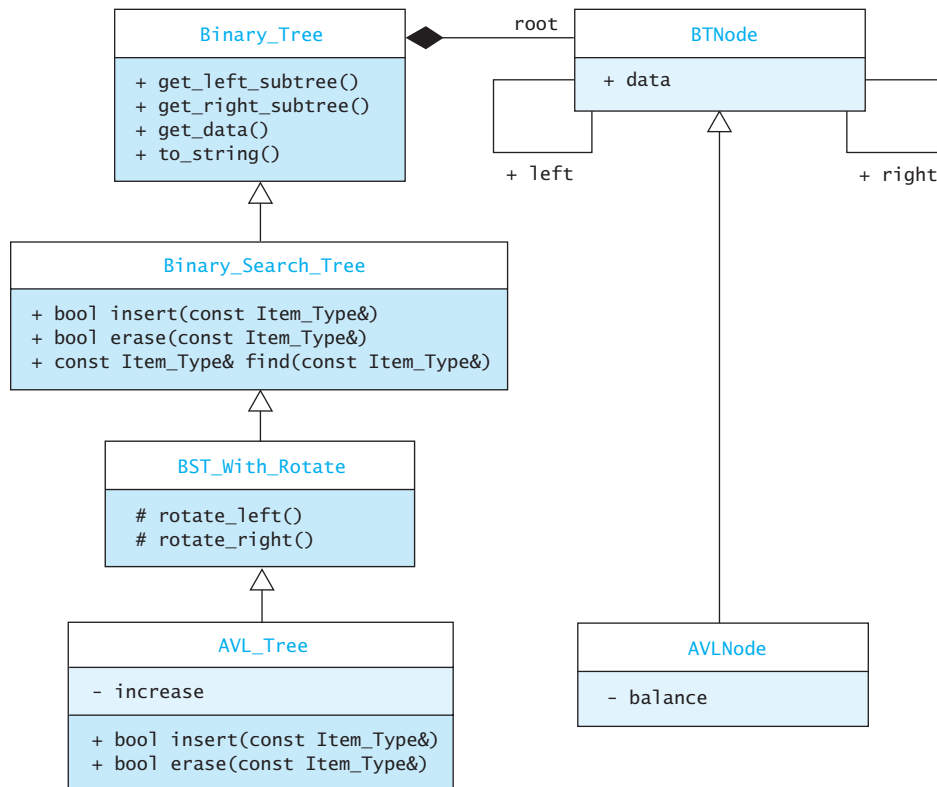 Binary_Tree
+ get_left_subtree()
+ get_right_subtree()
+ get_data()
+ to_string()
root
BTNode
+ data
+ left
+ right
Binary_Search_Tree
+ bool insert(const Item_Type&)
+ bool erase(const Item_Type&)
+ const Item_Type& find(const Item_Type&)
BST_With_Rotate
# rotate_left()
# rotate_right()
AVL_Tree
- increase
+ bool insert(const Item_Type&)
+ bool erase(const Item_Type&)
AVLNode
- balance